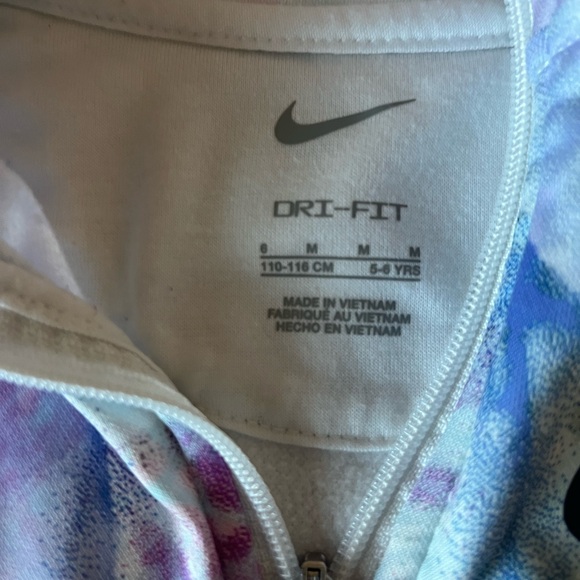 DRI-FIT
6 M M M
110-116 CM 5-6 YRS
MADE IN VIETNAM
FABRIQUÉ AU VIETNAM
HECHO EN VIETNAM